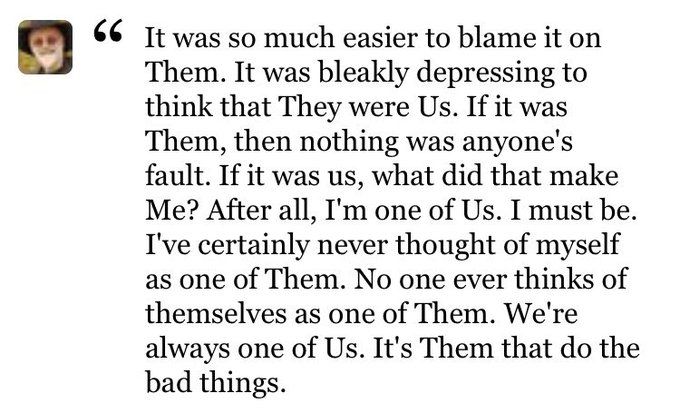 “ It was so much easier to blame it on
Them. It was bleakly depressing to
think that They were Us. If it was
Them, then nothing was anyone's
fault. If it was us, what did that make
Me? After all, I'm one of Us. I must be.
I've certainly never thought of myself
as one of Them. No one ever thinks of
themselves as one of Them. We're
always one of Us. It's Them that do the
bad things.